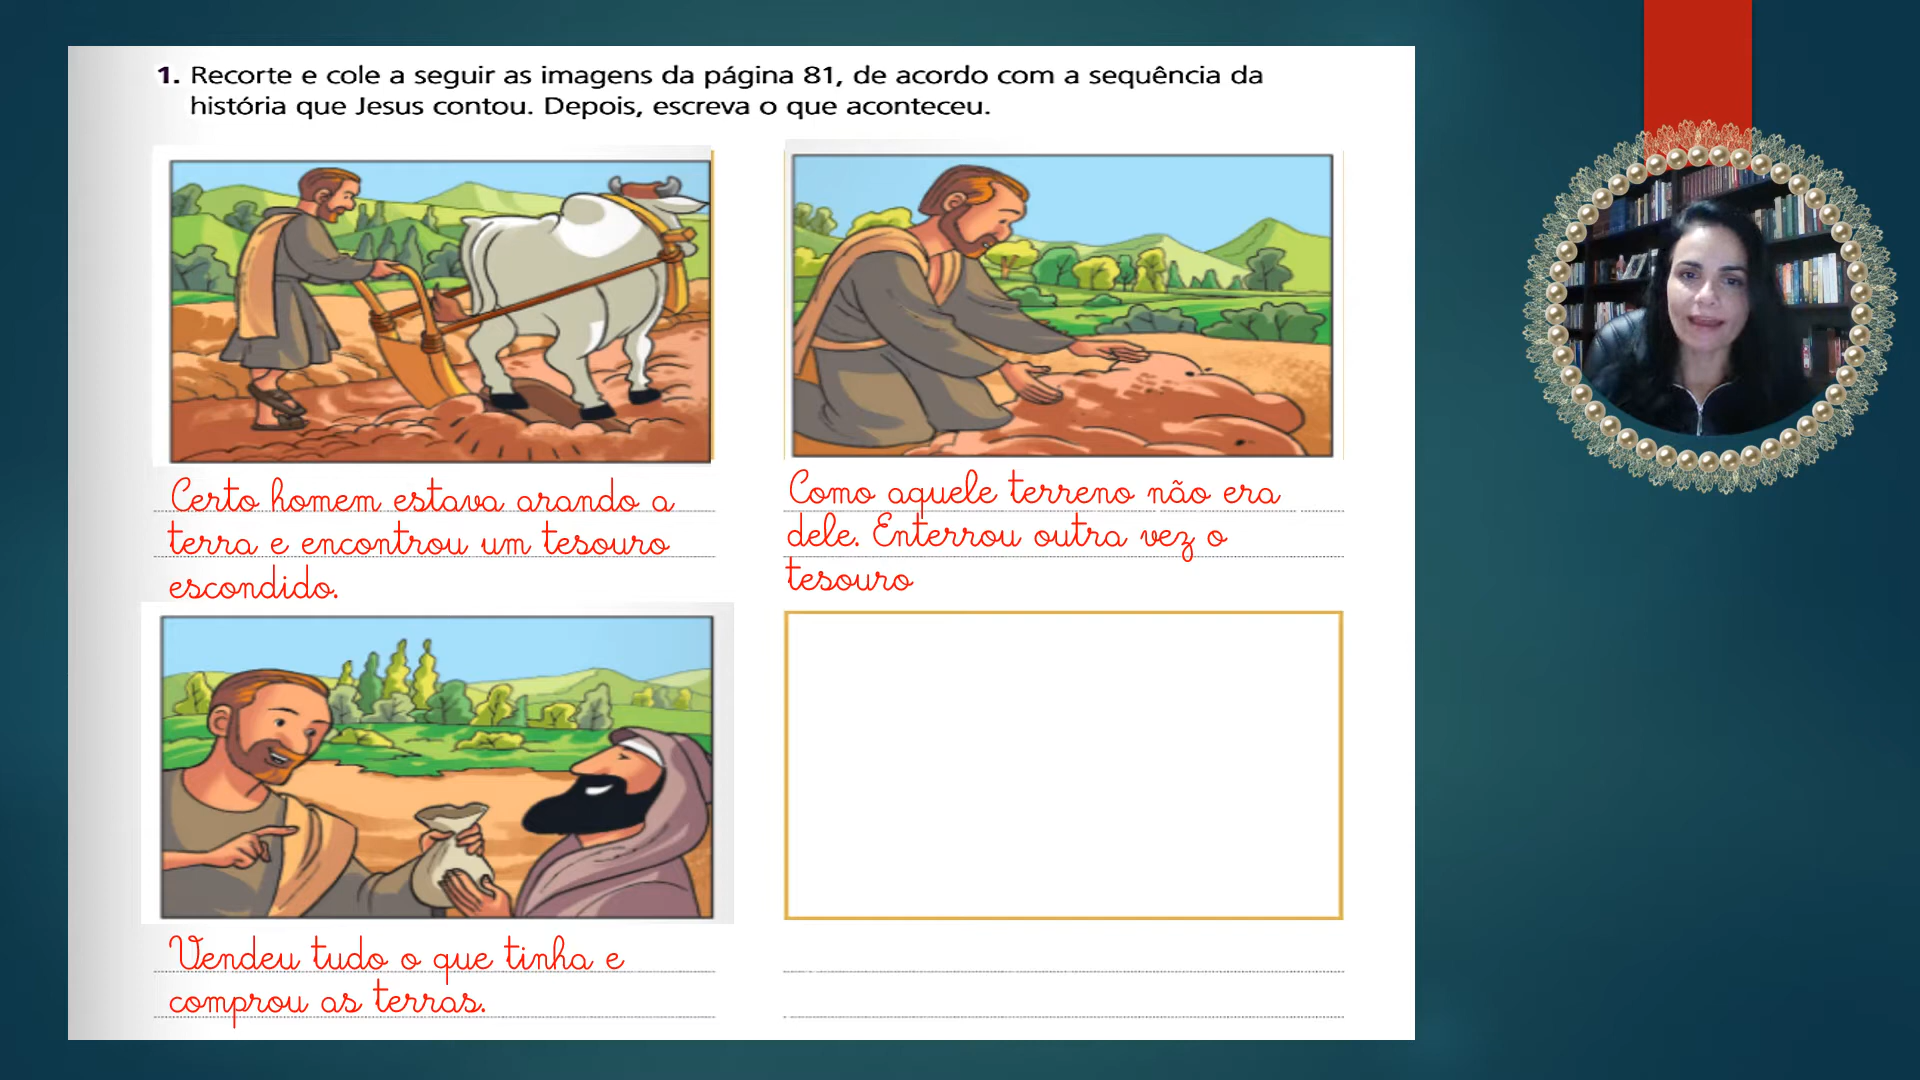 1. Recorte e cole a seguir as imagens da página 81, de acordo com a sequência da
história que Jesus contou. Depois, escreva o que aconteceu.
Certo homem estava arando a
terra e encontrou um tesouro
escondido.
Como aquele terreno não era
dele. Enterrou outra vez o
tesouro
Vendeu tudo o que tinha e
comprou as terras.